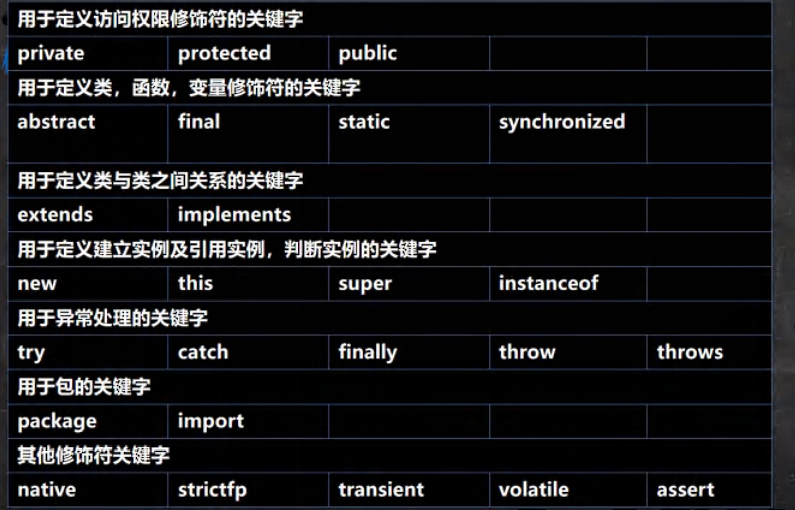 用于定义访问权限修饰符的关键字
private protected public
用于定义类，函数，变量修饰符的关键字
abstract final static synchronized
用于定义类与类之间关系的关键字
extends implements
用于定义建立实例及引用实例，判断实例的关键字
new this super instanceof
用于异常处理的关键字
try catch finally throw throws
用于包的关键字
package import
其他修饰符关键字
native strictfp transient volatile assert